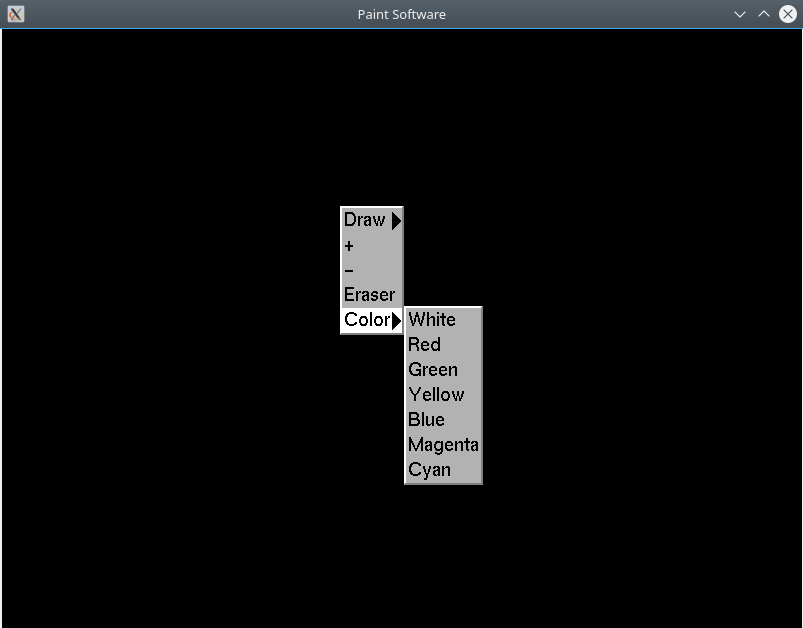 Paint Software
Draw
+
-
Eraser
Color
White
Red
Green
Yellow
Blue
Magenta
Cyan